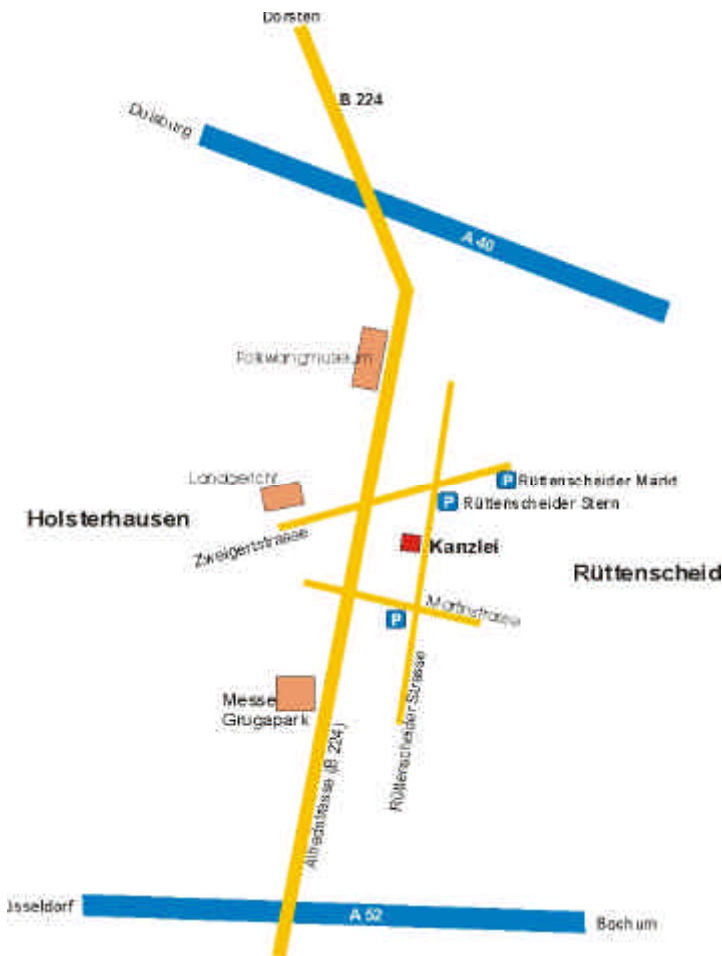 Dorsten
B 224
Duisburg
A 40
Folkwangmuseum
Landgericht
P Rüttenscheider Markt
P Rüttenscheider Stern
Holsterhausen
Zweigertstrasse
Kanzlei
Rüttenscheid
Martinstrasse
P
Messe
Grugapark
Rüttenscheider Strasse
Alfredstrasse (B 224)
üsseldorf
A 52
Bochum